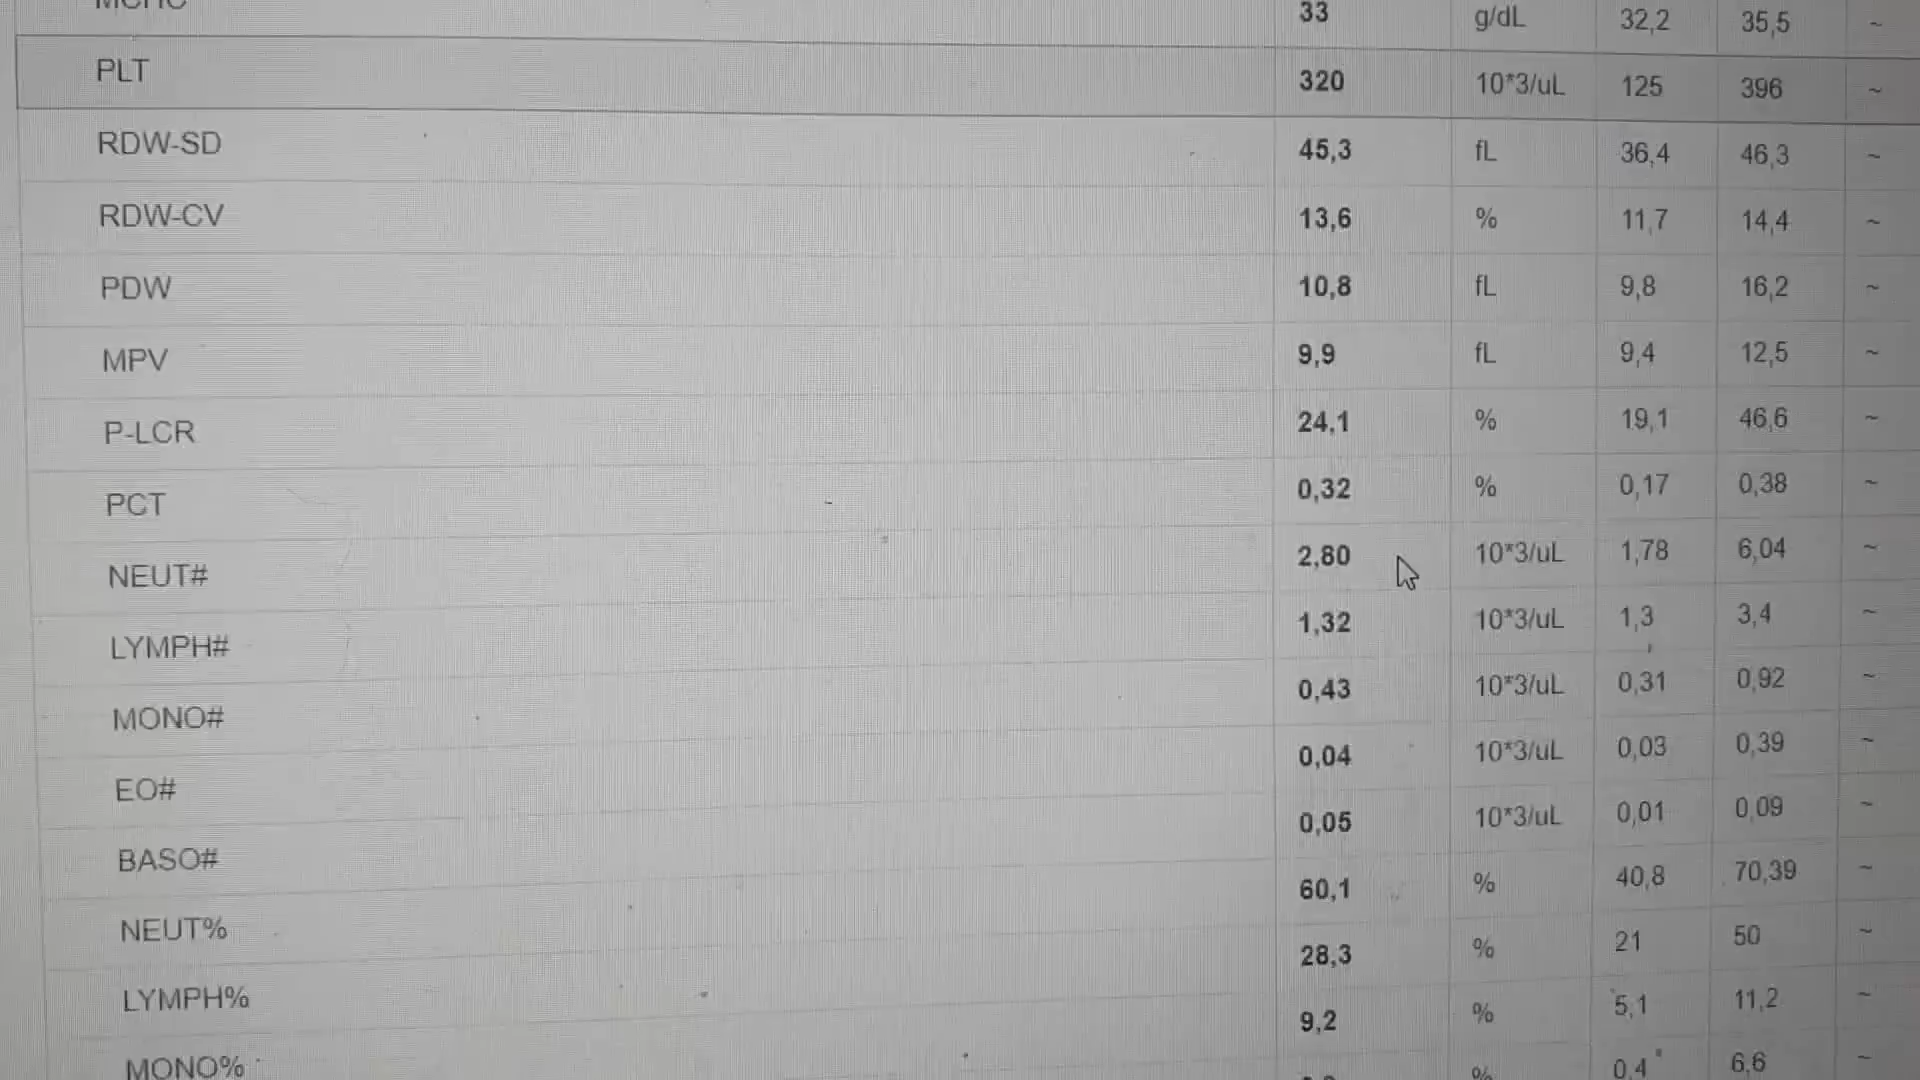 MCHC 33 g/dL 32,2 35,5 ~
PLT 320 10*3/uL 125 396 ~
RDW-SD 45,3 fL 36,4 46,3 ~
RDW-CV 13,6 % 11,7 14,4 ~
PDW 10,8 fL 9,8 16,2 ~
MPV 9,9 fL 9,4 12,5 ~
P-LCR 24,1 % 19,1 46,6 ~
PCT 0,32 % 0,17 0,38 ~
NEUT# 2,80 10*3/uL 1,78 6,04 ~
LYMPH# 1,32 10*3/uL 1,3 3,4 ~
MONO# 0,43 10*3/uL 0,31 0,92 ~
EO# 0,04 10*3/uL 0,03 0,39 ~
BASO# 0,05 10*3/uL 0,01 0,09 ~
NEUT% 60,1 % 40,8 70,39 ~
LYMPH% 28,3 % 21 50 ~
MONO% 9,2 % 5,1 11,2 ~
% 0,4 6,6 ~